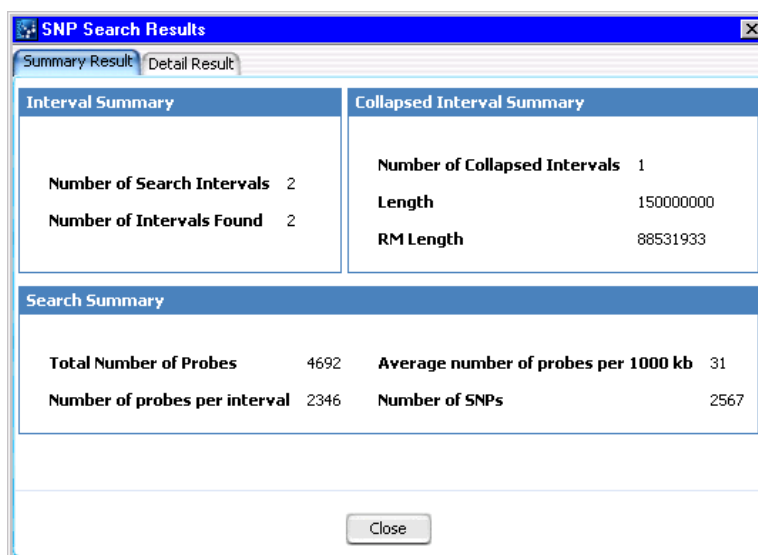 SNP Search Results
Summary Result Detail Result
Interval Summary
Number of Search Intervals 2
Number of Intervals Found 2
Collapsed Interval Summary
Number of Collapsed Intervals 1
Length 150000000
RM Length 88531933
Search Summary
Total Number of Probes 4692 Average number of probes per 1000 kb 31
Number of probes per interval 2346 Number of SNPs 2567
Close